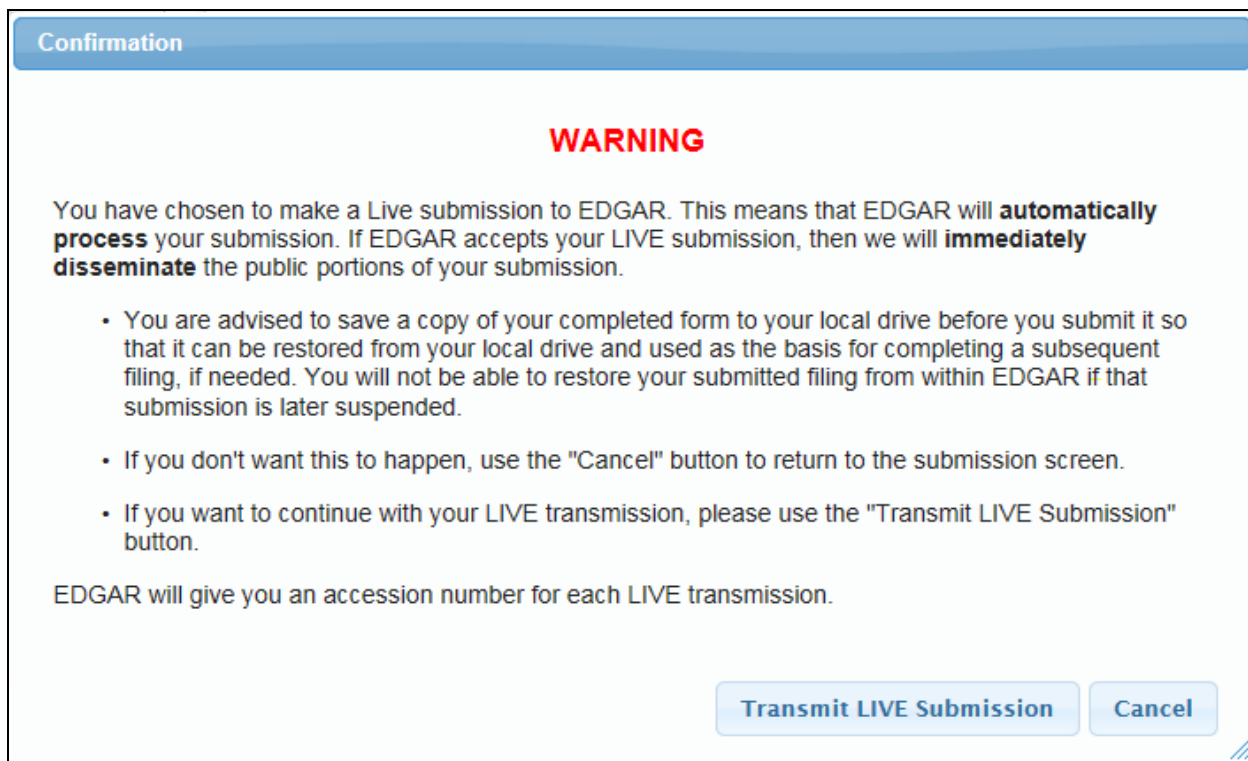 Confirmation
WARNING
You have chosen to make a Live submission to EDGAR. This means that EDGAR will automatically
process your submission. If EDGAR accepts your LIVE submission, then we will immediately
disseminate the public portions of your submission.
• You are advised to save a copy of your completed form to your local drive before you submit it so
that it can be restored from your local drive and used as the basis for completing a subsequent
filing, if needed. You will not be able to restore your submitted filing from within EDGAR if that
submission is later suspended.
• If you don't want this to happen, use the "Cancel" button to return to the submission screen.
• If you want to continue with your LIVE transmission, please use the "Transmit LIVE Submission"
button.
EDGAR will give you an accession number for each LIVE transmission.
Transmit LIVE Submission Cancel